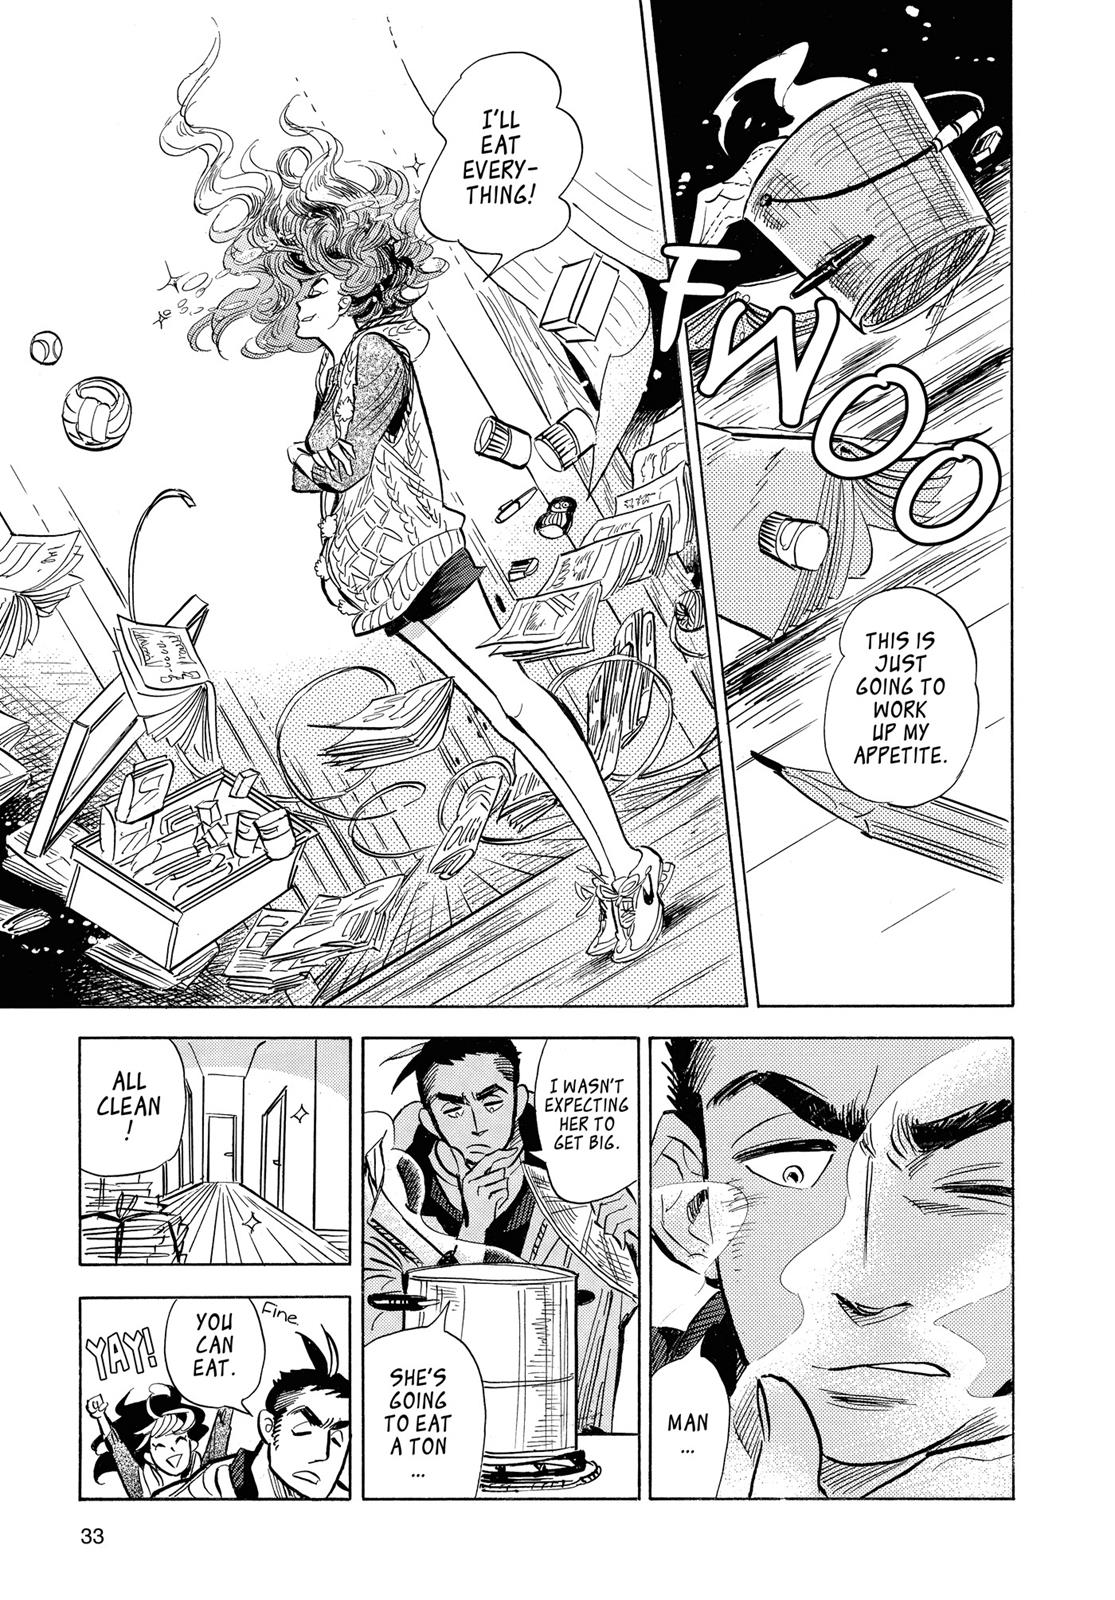 FWOO
THIS IS
JUST
GOING TO
WORK
UP MY
APPETITE.
I'LL
EAT
EVERY-
THING!
MAN
...
I WASN'T
EXPECTING
HER TO
GET BIG.
SHE'S
GOING
TO EAT
A TON
...
ALL
CLEAN
!
Fine.
YOU
CAN
EAT.
YAY!
33